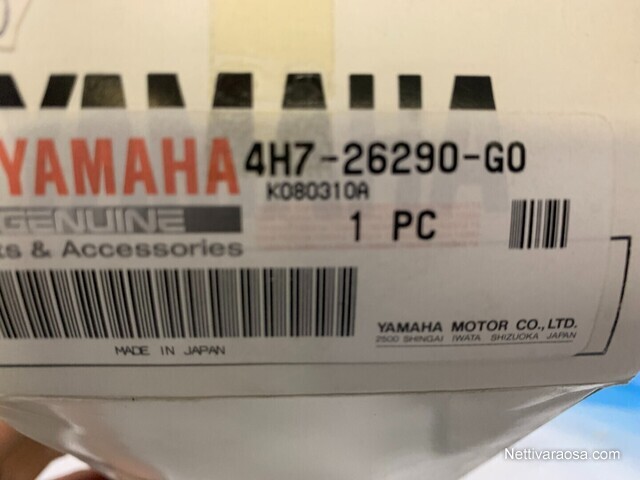 YAMAHA
YAMAHA 4H7-26290-G0
K080310A
GENUINE
1 PC
ts & Accessories
YAMAHA MOTOR CO., LTD.
2500 SHINGAI IWATA SHIZUOKA JAPAN
MADE IN JAPAN
Nettivaraosa.com